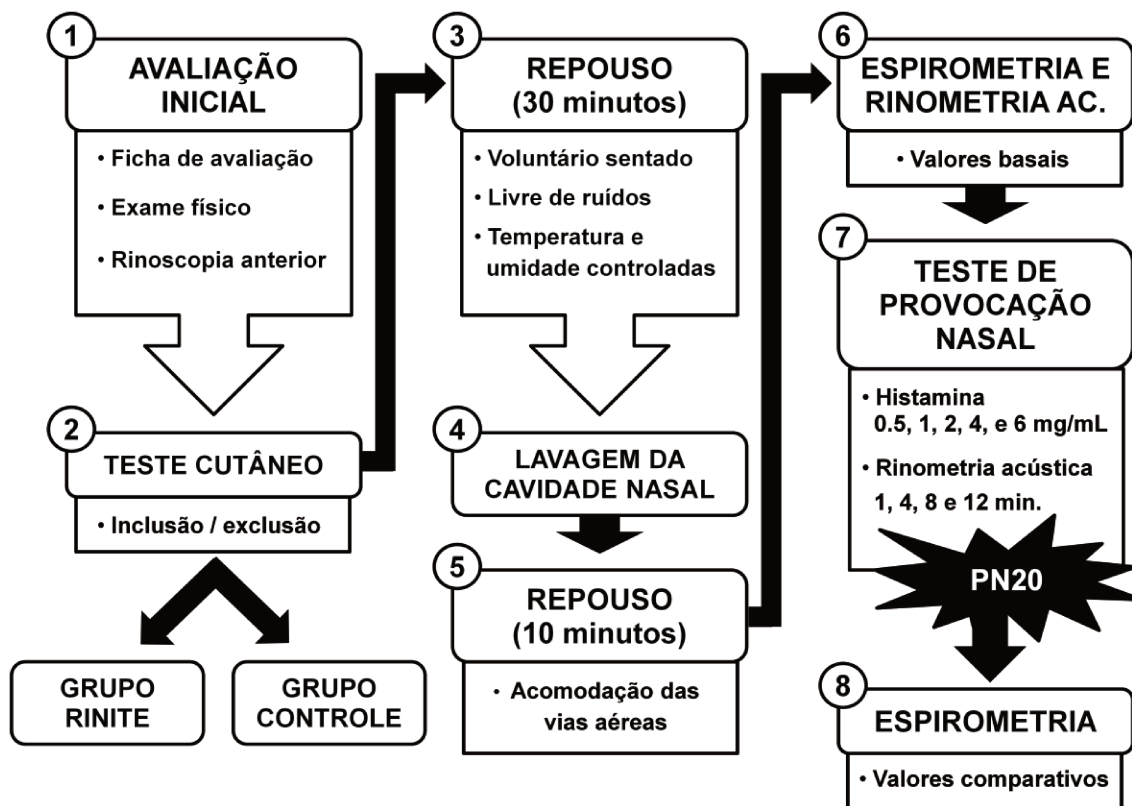 1
AVALIAÇÃO
INICIAL
• Ficha de avaliação
• Exame físico
• Rinoscopia anterior
2
TESTE CUTÂNEO
• Inclusão / exclusão
GRUPO
RINITE
GRUPO
CONTROLE
3
REPOUSO
(30 minutos)
• Voluntário sentado
• Livre de ruídos
• Temperatura e
umidade controladas
4
LAVAGEM DA
CAVIDADE NASAL
5
REPOUSO
(10 minutos)
• Acomodação das
vias aéreas
6
ESPIROMETRIA E
RINOMETRIA AC.
• Valores basais
7
TESTE DE
PROVOCAÇÃO
NASAL
• Histamina
0.5, 1, 2, 4, e 6 mg/mL
• Rinometria acústica
1, 4, 8 e 12 min.
PN20
8
ESPIROMETRIA
• Valores comparativos